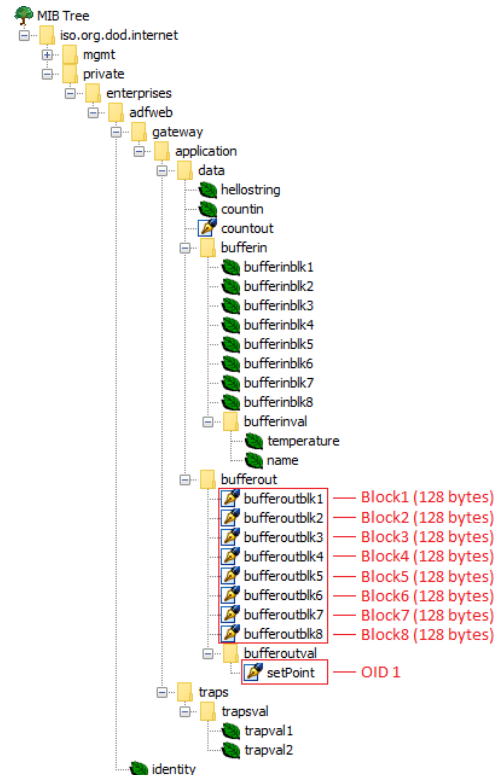 MIB Tree
iso.org.dod.internet
mgmt
private
enterprises
adfweb
gateway
application
data
hellostring
countin
countout
bufferin
bufferinblk1
bufferinblk2
bufferinblk3
bufferinblk4
bufferinblk5
bufferinblk6
bufferinblk7
bufferinblk8
bufferinval
temperature
name
bufferout
bufferoutblk1 Block1 (128 bytes)
bufferoutblk2 Block2 (128 bytes)
bufferoutblk3 Block3 (128 bytes)
bufferoutblk4 Block4 (128 bytes)
bufferoutblk5 Block5 (128 bytes)
bufferoutblk6 Block6 (128 bytes)
bufferoutblk7 Block7 (128 bytes)
bufferoutblk8 Block8 (128 bytes)
bufferoutval
setPoint OID 1
traps
trapsval
trapval1
trapval2
identity